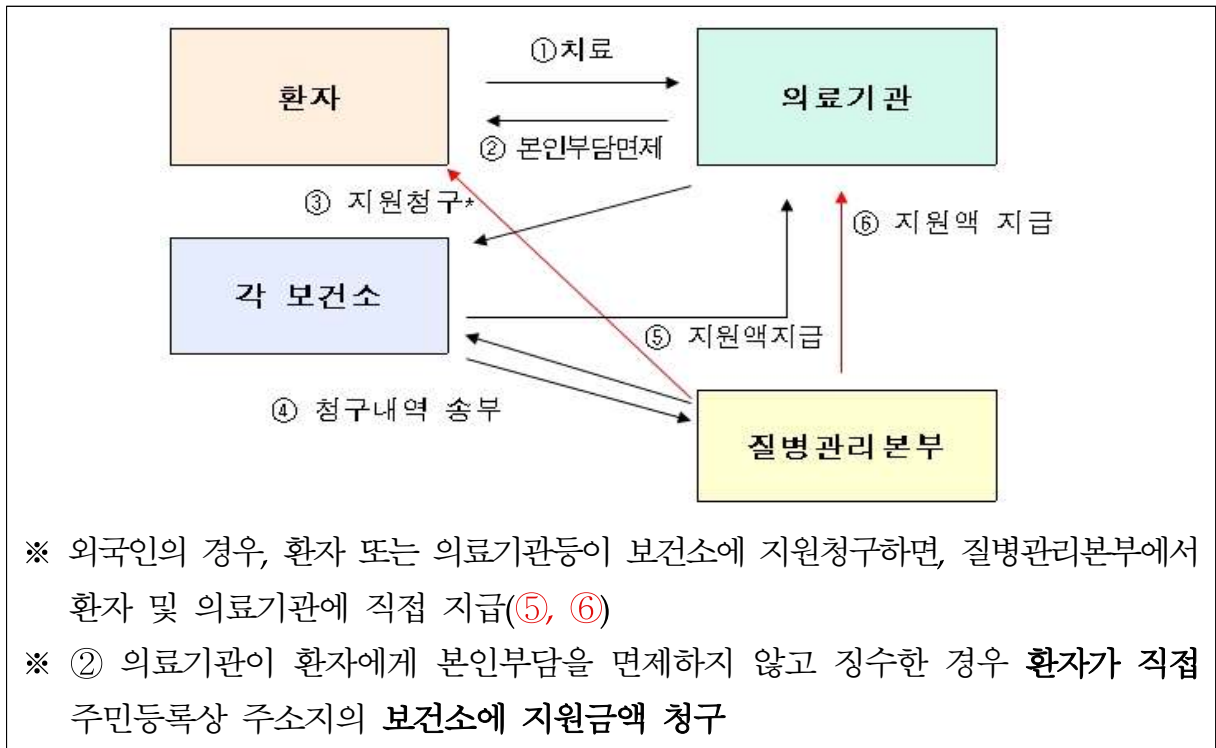 ①치료
환자
의료기관
② 본인부담면제
③ 지원청구*
⑥ 지원액 지급
각 보건소
⑤ 지원액지급
④ 청구내역 송부
질병관리본부
※ 외국인의 경우, 환자 또는 의료기관등이 보건소에 지원청구하면, 질병관리본부에서
환자 및 의료기관에 직접 지급(⑤, ⑥)
※ ② 의료기관이 환자에게 본인부담을 면제하지 않고 징수한 경우 환자가 직접
주민등록상 주소지의 보건소에 지원금액 청구